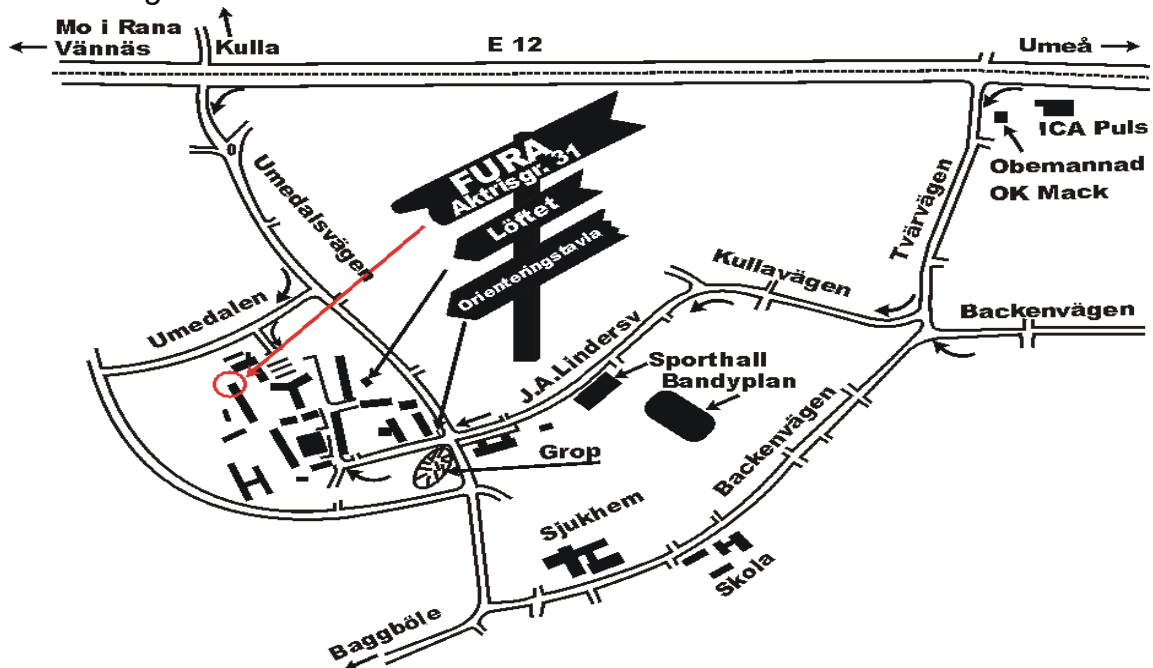 Mo i Rana
Vännäs
Kulla
E 12
Umeå
ICA Puls
Obemannad
OK Mack
FURA
Aktrisgr. 31
Löftet
Orienteringstavla
Umedalsvägen
Tvärvägen
Kullavägen
Backenvägen
Umedalen
J.A.Lindersv
Sporthall
Bandyplan
Backenvägen
Grop
Sjukhem
Skola
Baggböle